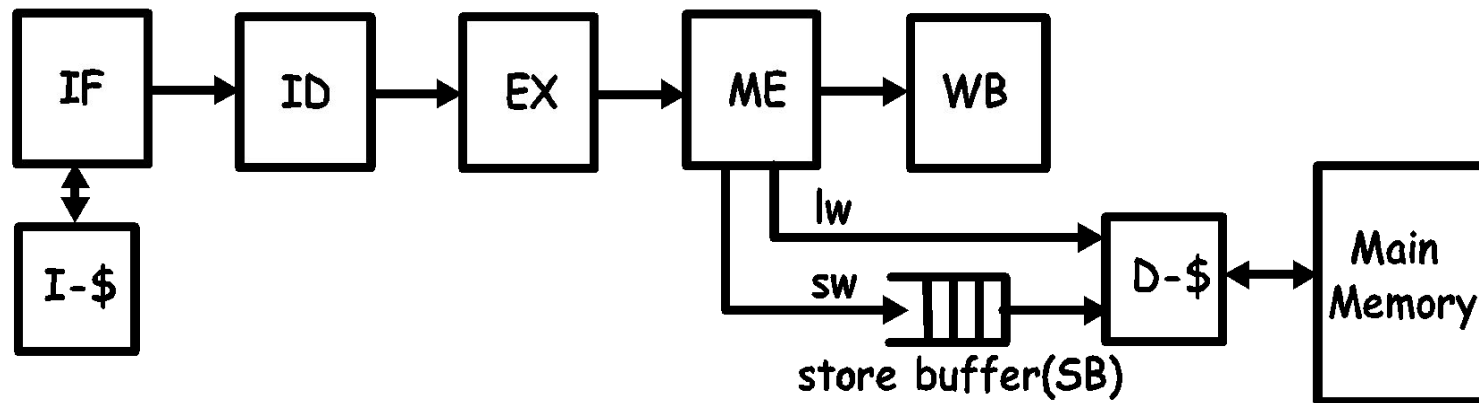 IF
ID
EX
ME
WB
I-$
lw
sw
D-$
Main
Memory
store buffer(SB)